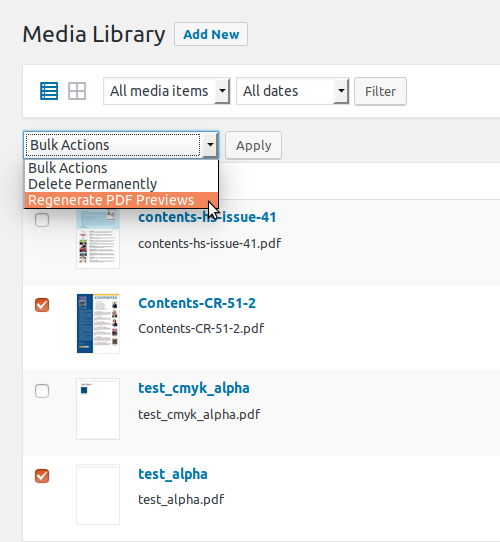 Media Library Add New
All media items All dates Filter
Bulk Actions Apply
Bulk Actions
Delete Permanently
Regenerate PDF Previews
contents-hs-issue-41
contents-hs-issue-41.pdf
contents
Contents-CR-51-2
Contents-CR-51-2.pdf
test_cmyk_alpha
test_cmyk_alpha.pdf
test_alpha
test_alpha.pdf